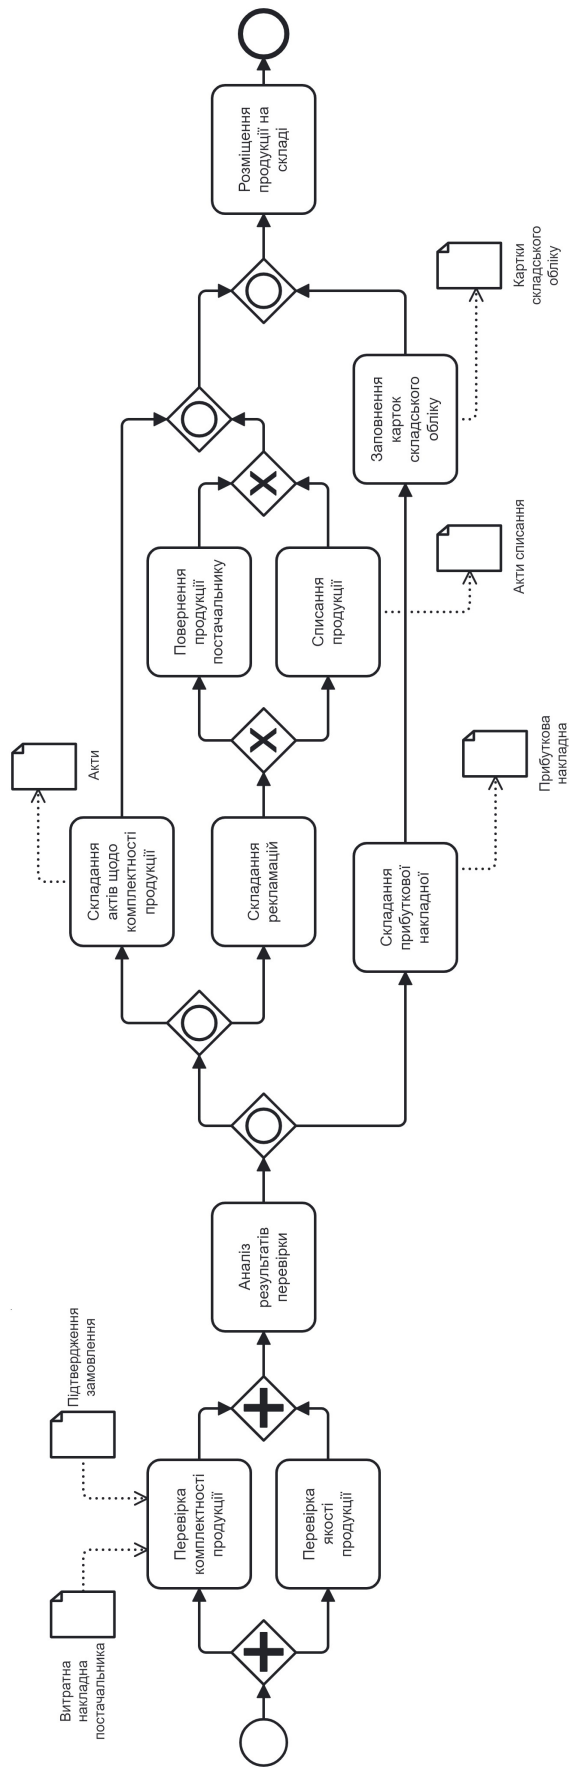 Витратна
накладна
постачальника
Підтвердження
замовлення
Перевірка
комплектності
продукції
Перевірка
якості
продукції
Аналіз
результатів
перевірки
Складання
актів щодо
комплектності
продукції
Акти
Складання
рекламацій
Складання
прибуткової
накладної
Прибуткова
накладна
Повернення
продукції
постачальнику
Списання
продукції
Акти списання
Заповнення
карток
складського
обліку
Картки
складського
обліку
Розміщення
продукції на
складі